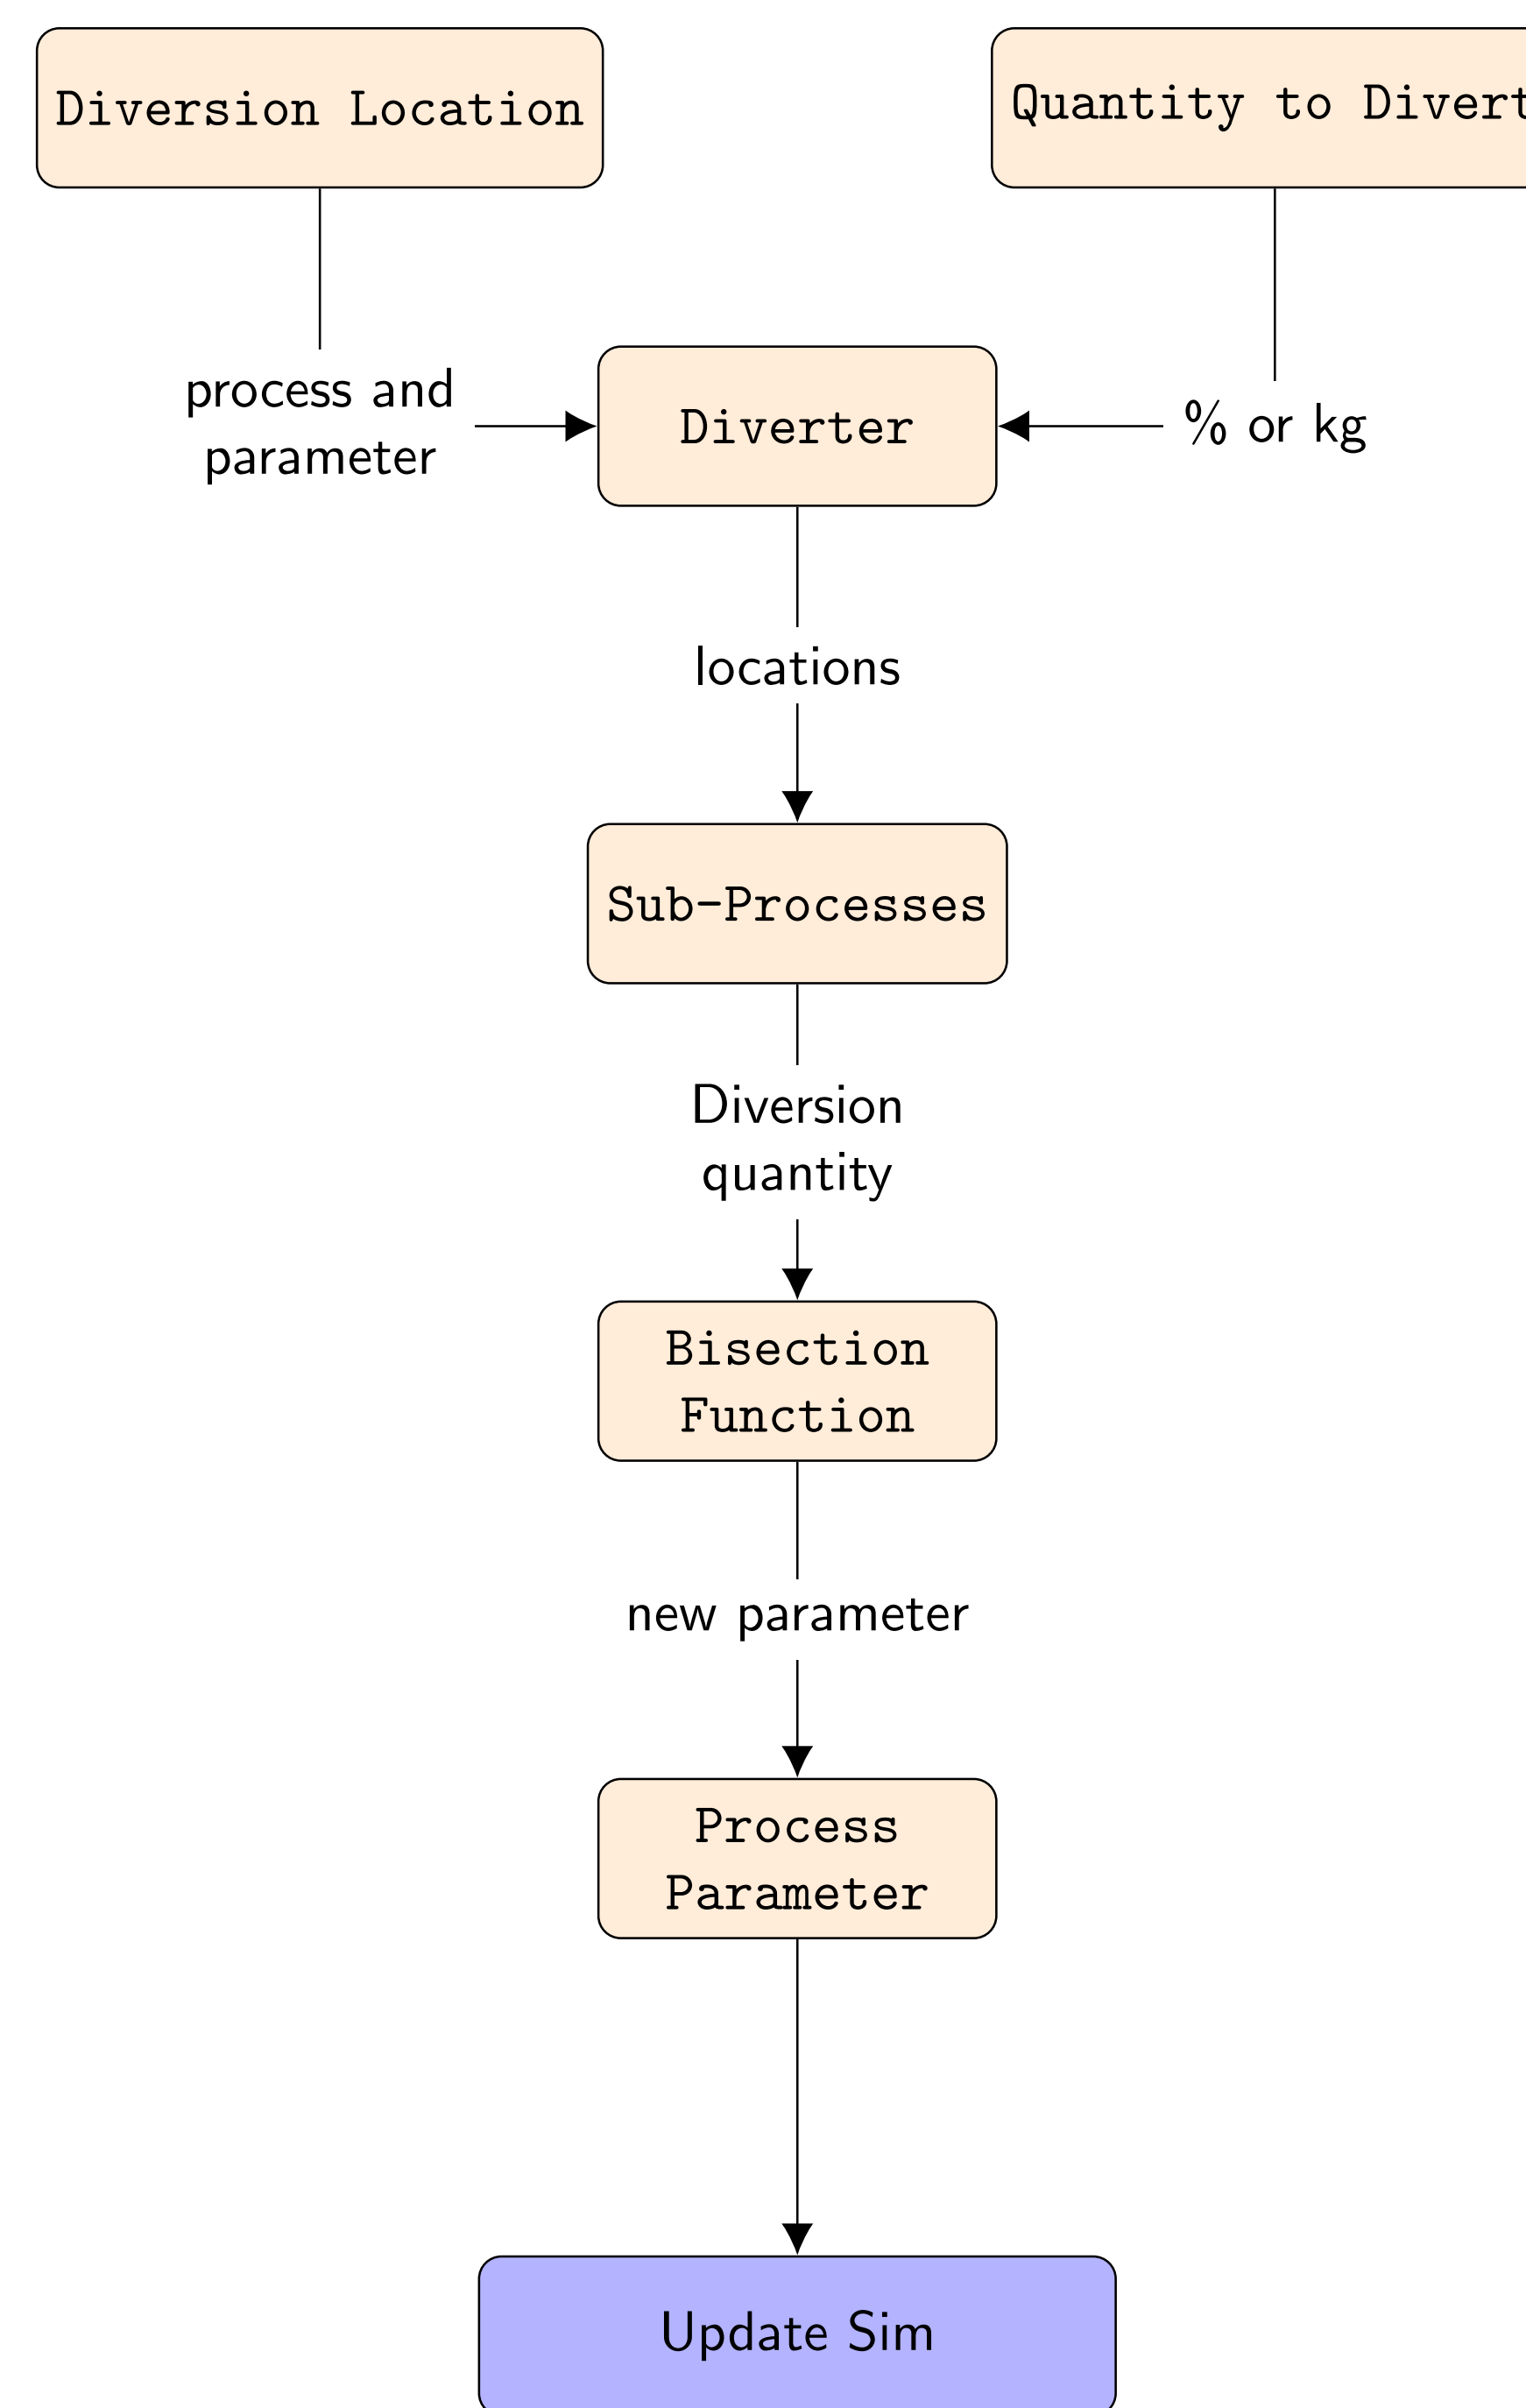 Diversion Location
Quantity to Divert
process and
parameter
Diverter
% or kg
locations
Sub-Processes
Diversion
quantity
Bisection
Function
new parameter
Process
Parameter
Update Sim